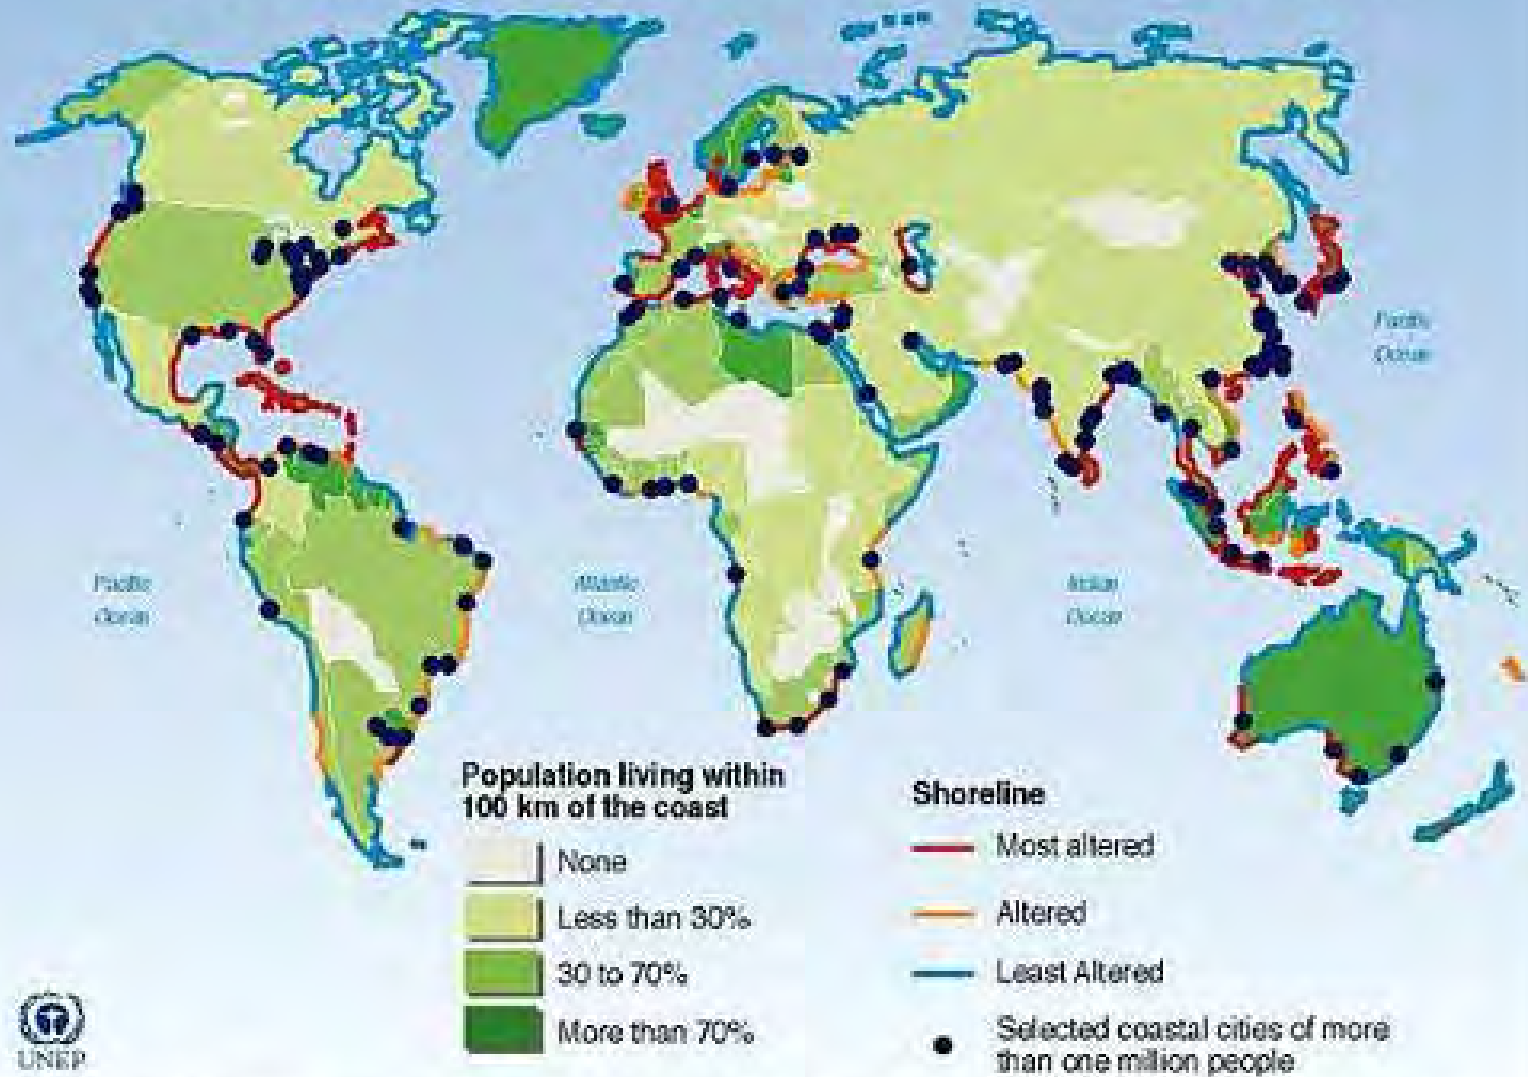 Pacific
Ocean
Pacific
Ocean
Atlantic
Ocean
Indian
Ocean
Population living within
100 km of the coast
None
Less than 30%
30 to 70%
More than 70%
Shoreline
Most altered
Altered
Least Altered
Selected coastal cities of more
than one million people
UNEP